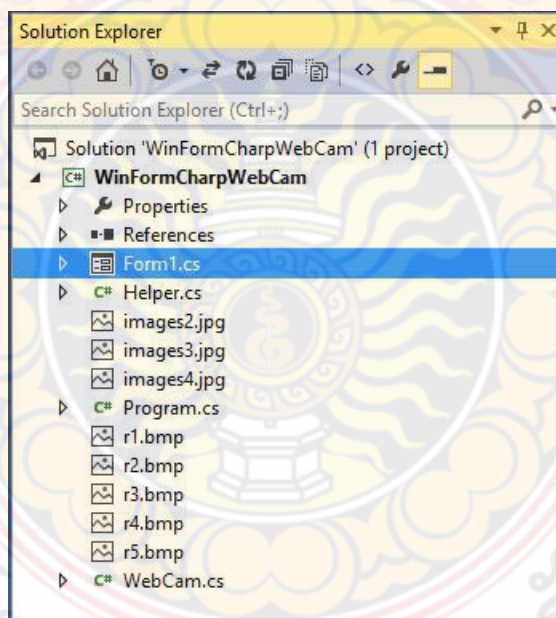 Solution Explorer
Search Solution Explorer (Ctrl+;)
Solution 'WinFormCharpWebCam' (1 project)
C# WinFormCharpWebCam
Properties
References
Form1.cs
C# Helper.cs
images2.jpg
images3.jpg
images4.jpg
C# Program.cs
r1.bmp
r2.bmp
r3.bmp
r4.bmp
r5.bmp
C# WebCam.cs